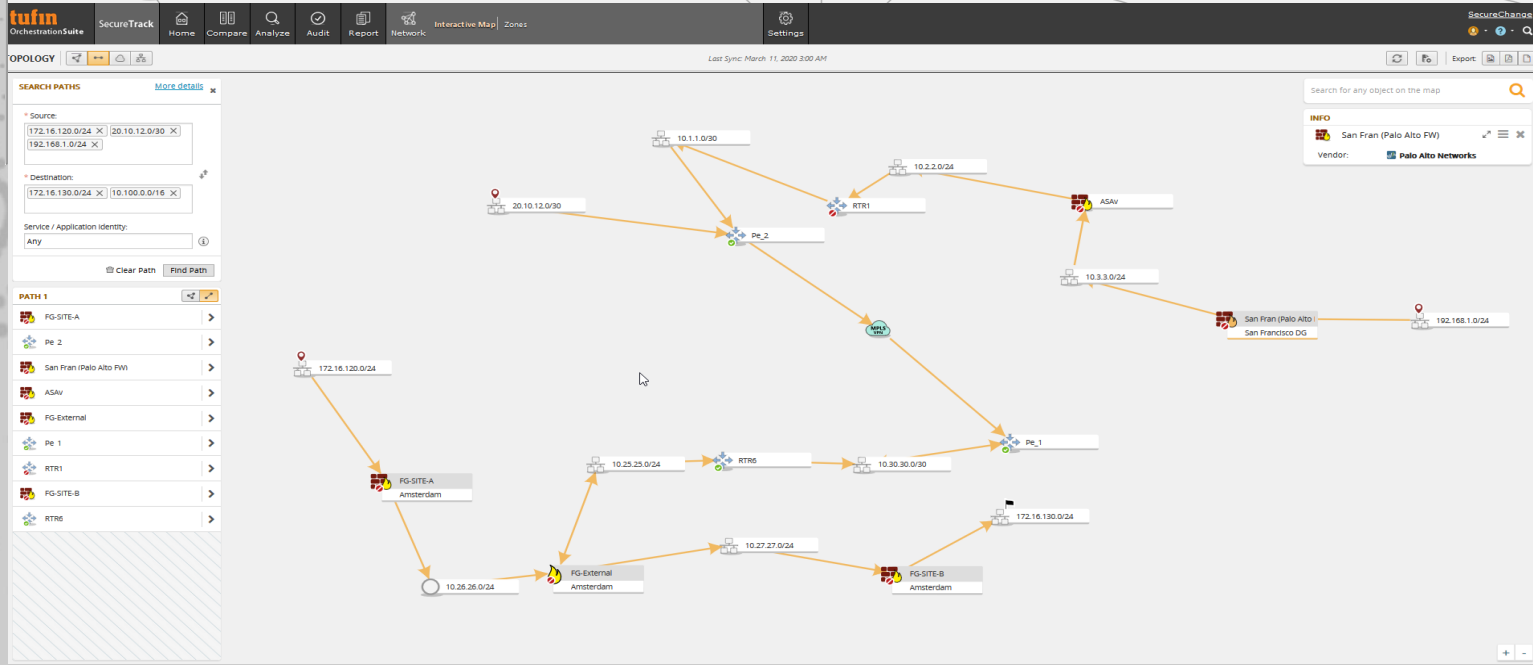 tufin
OrchestrationSuite
SecureTrack
Home
Compare
Analyze
Audit
Report
Network
Interactive Map
Zones
Settings
SecureChange
TOPOLOGY
Last Sync: March 11, 2020 3:00 AM
Export:
SEARCH PATHS
More details
* Source:
172.16.120.0/24
20.10.12.0/30
192.168.1.0/24
* Destination:
172.16.130.0/24
10.100.0.0/16
Service / Application Identity:
Any
Clear Path
Find Path
PATH 1
FG-SITE-A
Pe_2
San Fran (Palo Alto FW)
ASAv
FG-External
Pe_1
RTR1
FG-SITE-B
RTR6
Search for any object on the map
INFO
San Fran (Palo Alto FW)
Vendor:
Palo Alto Networks
10.1.1.0/30
10.2.2.0/24
20.10.12.0/30
RTR1
ASAv
Pe_2
10.3.3.0/24
MPLS
VPN
San Fran (Palo Alto
San Francisco DG
192.168.1.0/24
172.16.120.0/24
Pe_1
10.25.25.0/24
RTR6
10.30.30.0/30
FG-SITE-A
Amsterdam
172.16.130.0/24
10.27.27.0/24
FG-External
Amsterdam
FG-SITE-B
Amsterdam
10.26.26.0/24